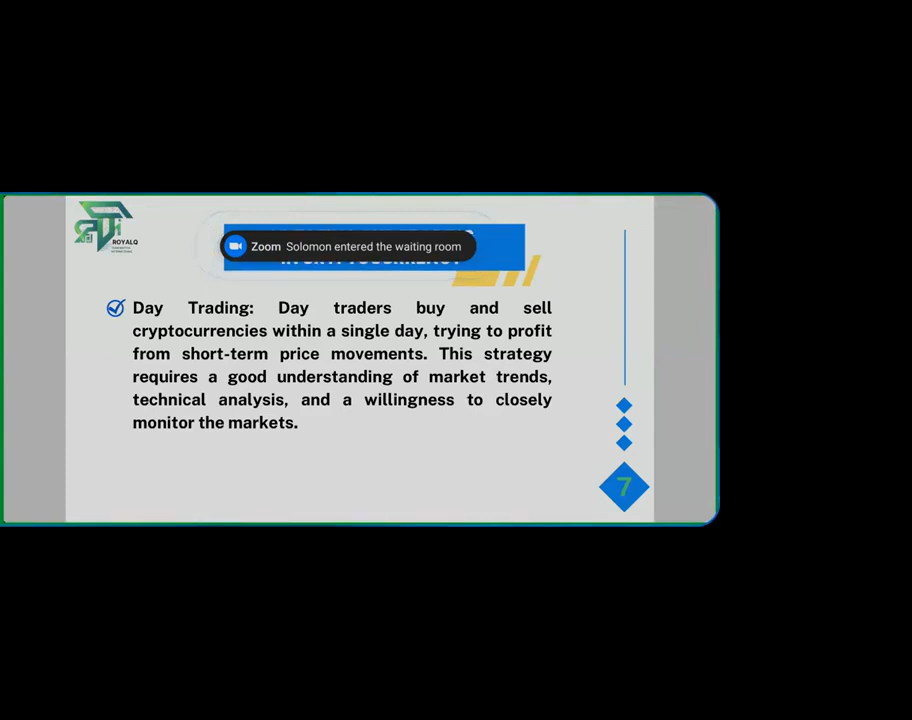 ROYALQ
Zoom Solomon entered the waiting room
Day Trading: Day traders buy and sell
cryptocurrencies within a single day, trying to profit
from short-term price movements. This strategy
requires a good understanding of market trends,
technical analysis, and a willingness to closely
monitor the markets.
7